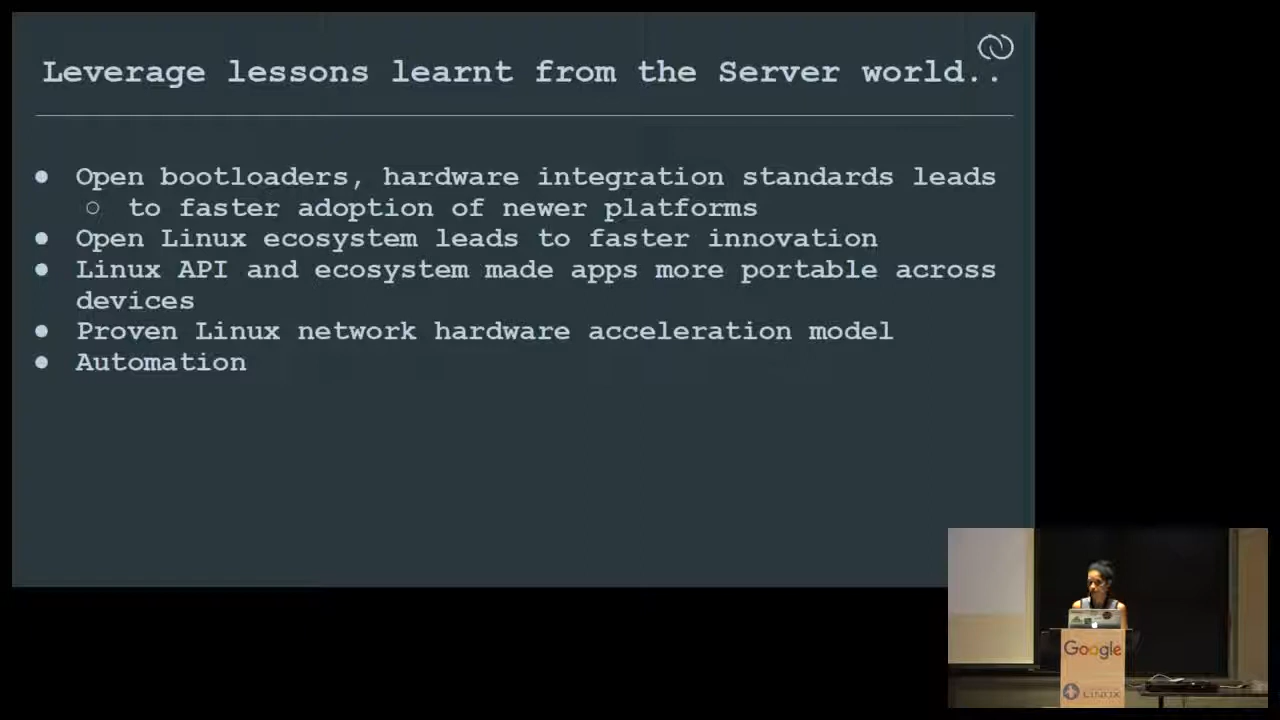 Leverage lessons learnt from the Server world..
● Open bootloaders, hardware integration standards leads
○ to faster adoption of newer platforms
● Open Linux ecosystem leads to faster innovation
● Linux API and ecosystem made apps more portable across
devices
● Proven Linux network hardware acceleration model
● Automation
Google
LINUX